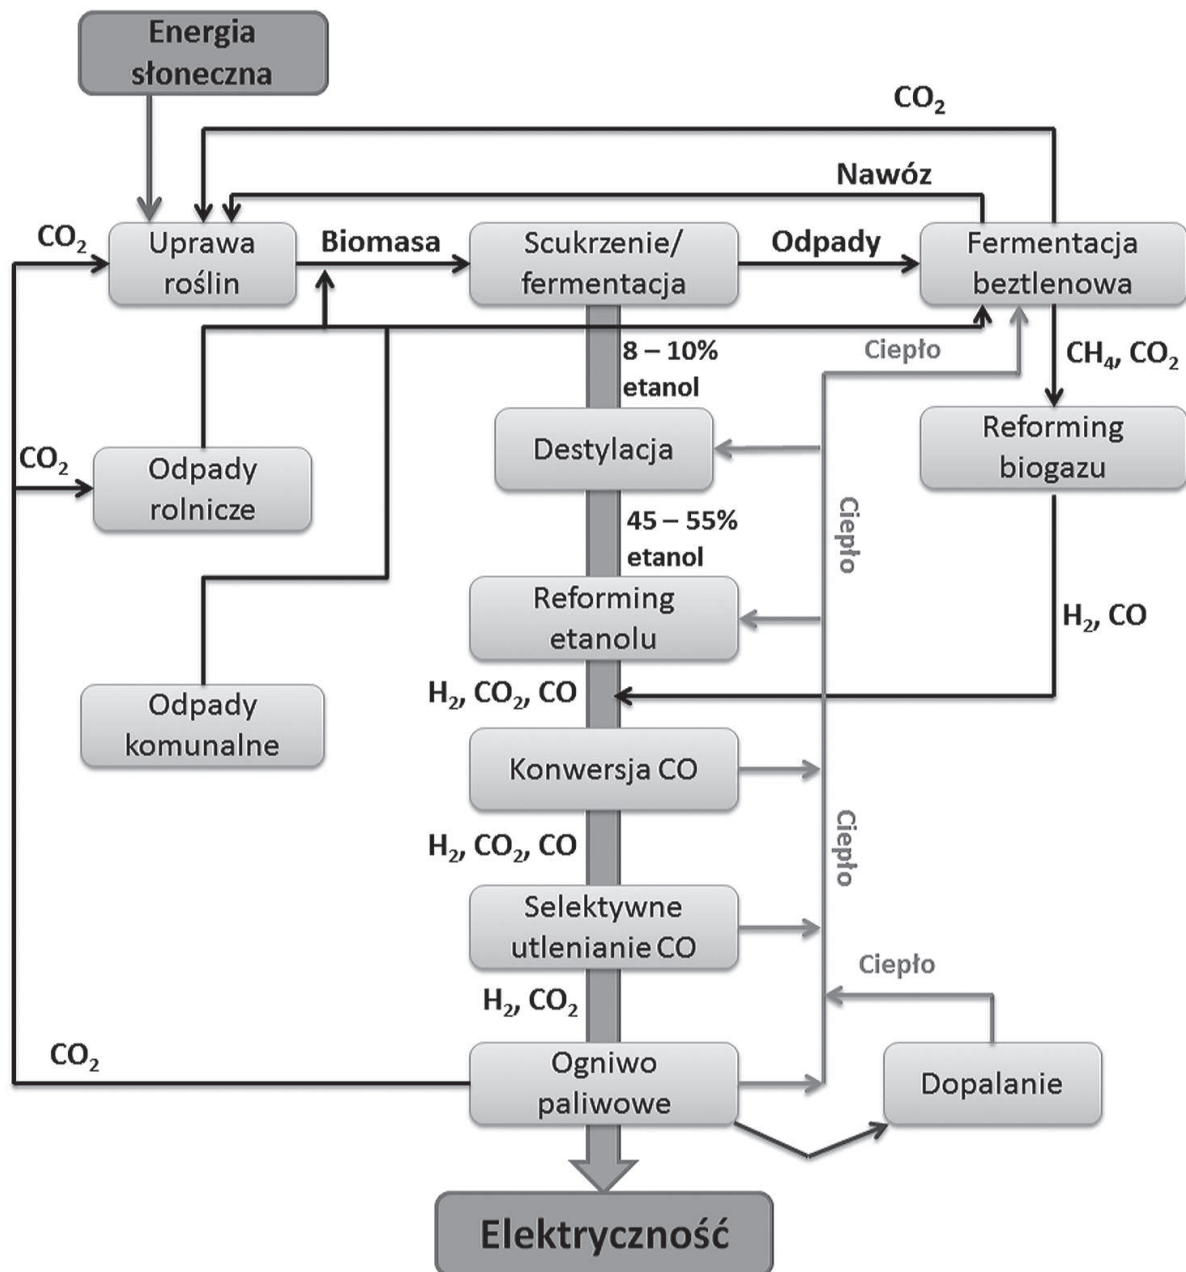 Energia
słoneczna
CO₂
Nawóz
CO₂
Uprawa
roślin
Biomasa
Scukrzenie/
fermentacja
Odpady
Fermentacja
beztlenowa
8 – 10%
etanol
Ciepło
CH₄, CO₂
CO₂
Odpady
rolnicze
Destylacja
Reforming
biogazu
45 – 55%
etanol
Ciepło
Reforming
etanolu
H₂, CO
H₂, CO₂, CO
Odpady
komunalne
Konwersja CO
H₂, CO₂, CO
Ciepło
Selektywne
utlenianie CO
Ciepło
H₂, CO₂
CO₂
Ogniwo
paliwowe
Dopalanie
Elektryczność